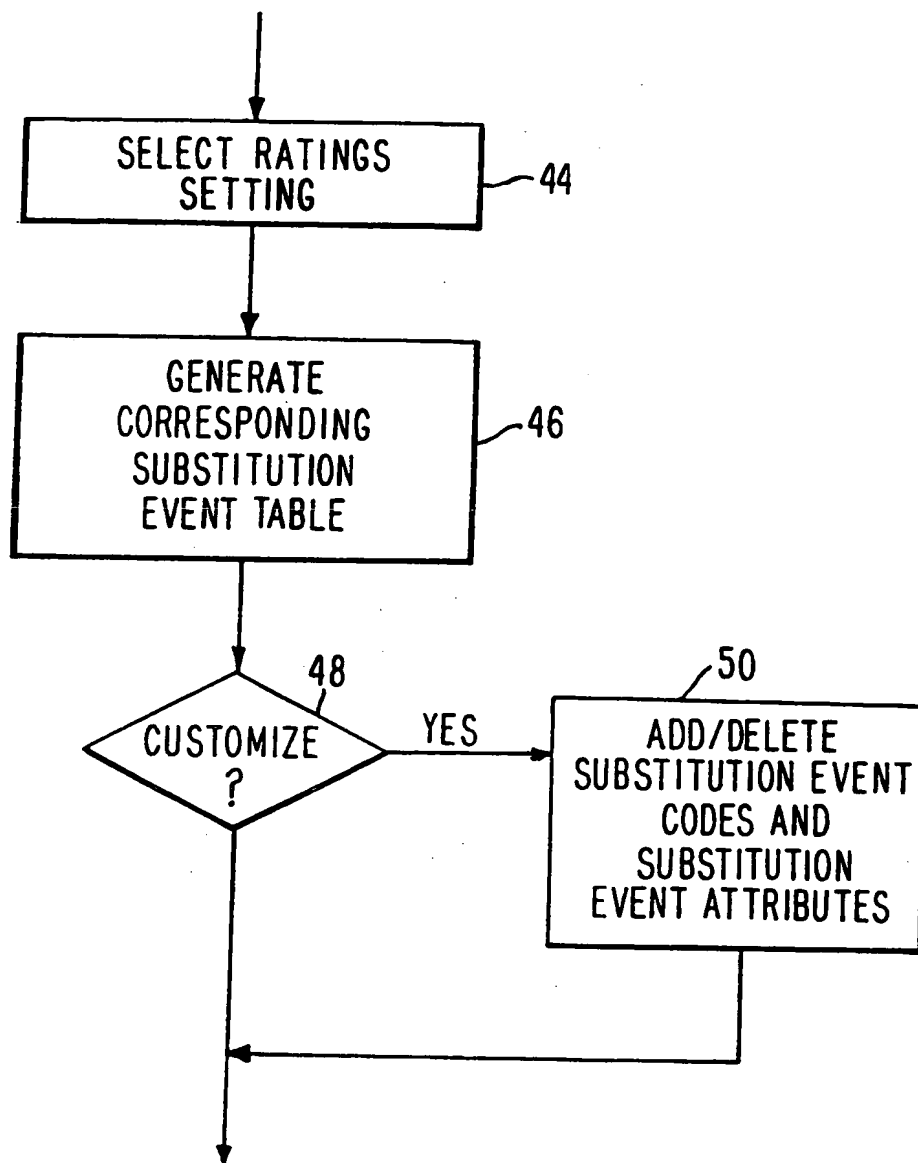 SELECT RATINGS
SETTING
44
GENERATE
CORRESPONDING
SUBSTITUTION
EVENT TABLE
46
48
CUSTOMIZE
?
YES
50
ADD/DELETE
SUBSTITUTION EVENT
CODES AND
SUBSTITUTION
EVENT ATTRIBUTES